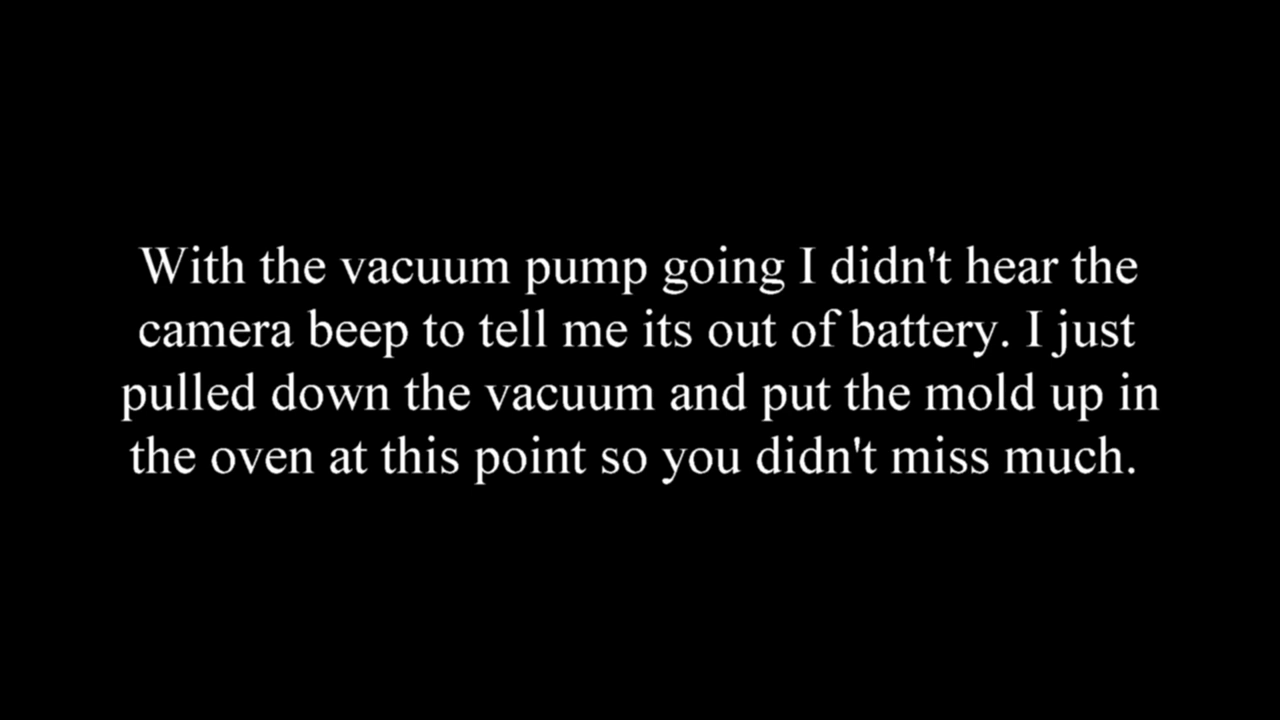 With the vacuum pump going I didn't hear the
camera beep to tell me its out of battery. I just
pulled down the vacuum and put the mold up in
the oven at this point so you didn't miss much.